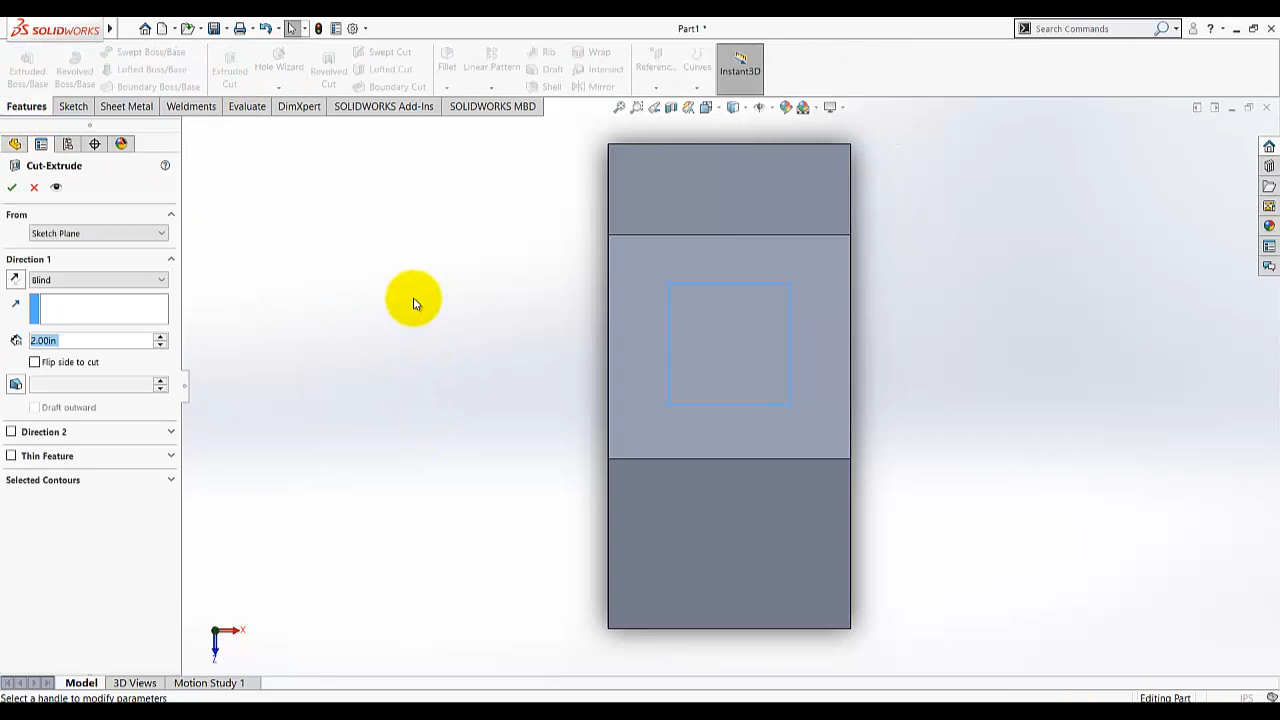 SOLIDWORKS
Part1 *
Search Commands
Extruded Boss/Base
Revolved Boss/Base
Swept Boss/Base
Lofted Boss/Base
Boundary Boss/Base
Extruded Cut
Hole Wizard
Revolved Cut
Swept Cut
Lofted Cut
Boundary Cut
Fillet
Linear Pattern
Rib
Draft
Shell
Wrap
Intersect
Mirror
Referenc...
Curves
Instant3D
Features
Sketch
Sheet Metal
Weldments
Evaluate
DimXpert
SOLIDWORKS Add-Ins
SOLIDWORKS MBD
Cut-Extrude
From
Sketch Plane
Direction 1
Blind
2.00in
Flip side to cut
Draft outward
Direction 2
Thin Feature
Selected Contours
X
Z
Model
3D Views
Motion Study 1
Select a handle to modify parameters
Editing Part
IPS